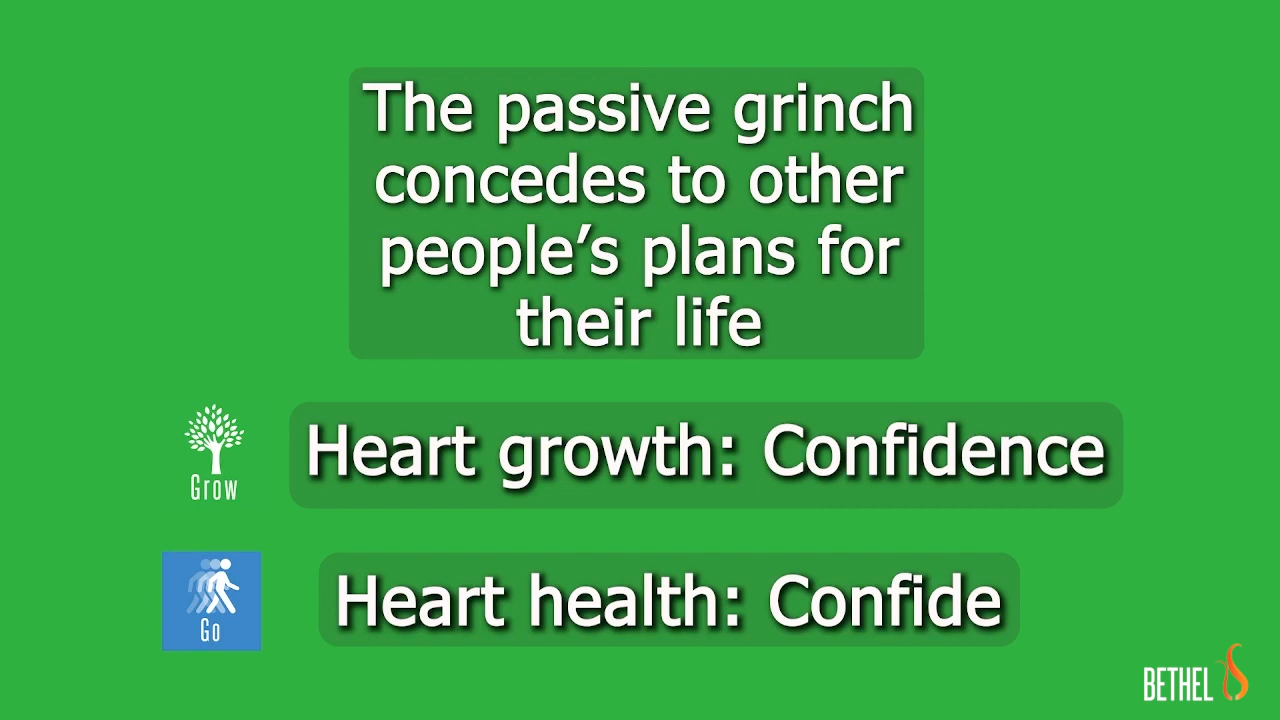 The passive grinch
concedes to other
people’s plans for
their life
Grow
Heart growth: Confidence
Go
Heart health: Confide
BETHEL